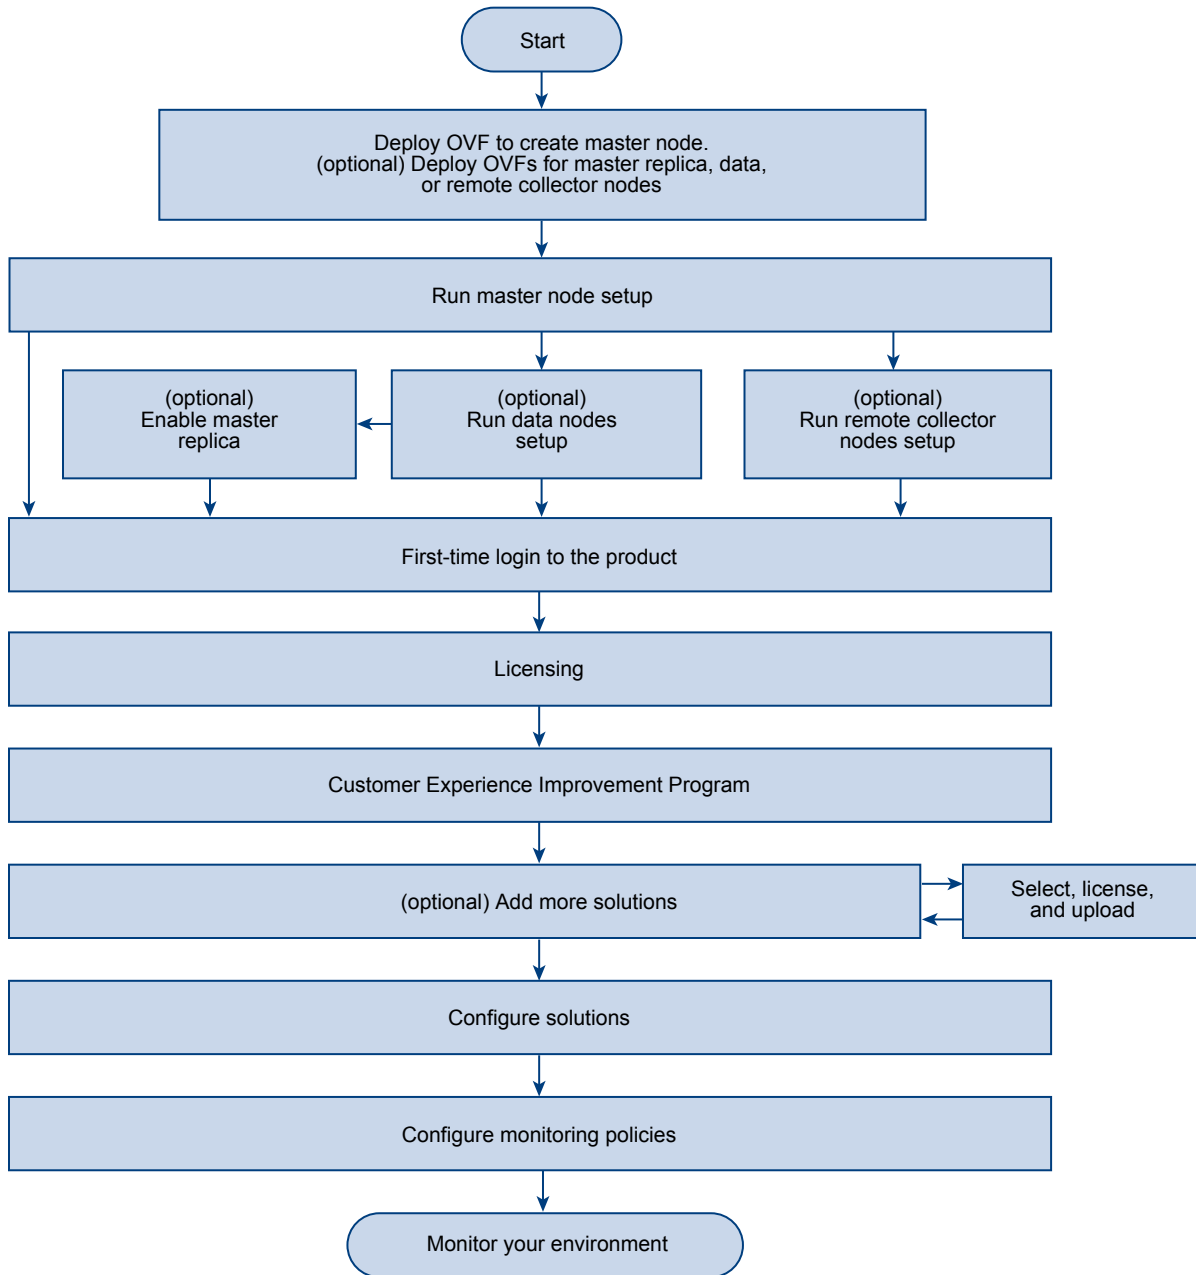 Start
Deploy OVF to create master node.
(optional) Deploy OVFs for master replica, data,
or remote collector nodes
Run master node setup
(optional)
Enable master
replica
(optional)
Run data nodes
setup
(optional)
Run remote collector
nodes setup
First-time login to the product
Licensing
Customer Experience Improvement Program
(optional) Add more solutions
Select, license,
and upload
Configure solutions
Configure monitoring policies
Monitor your environment